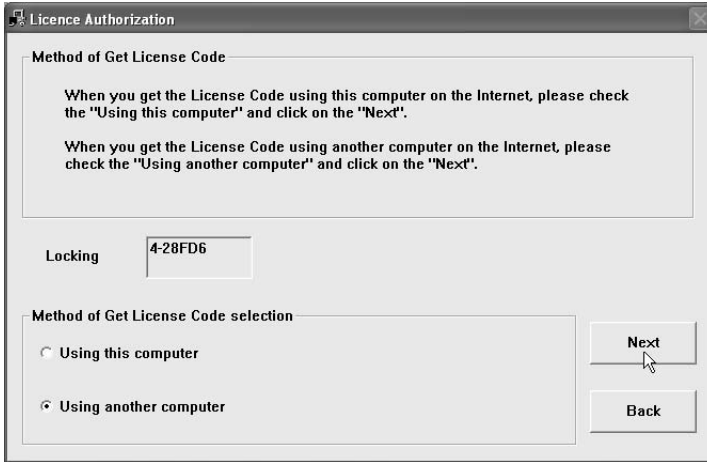 Licence Authorization
Method of Get License Code
When you get the License Code using this computer on the Internet, please check
the "Using this computer" and click on the "Next".
When you get the License Code using another computer on the Internet, please
check the "Using another computer" and click on the "Next".
Locking
4-28FD6
Method of Get License Code selection
Using this computer
Using another computer
Next
Back